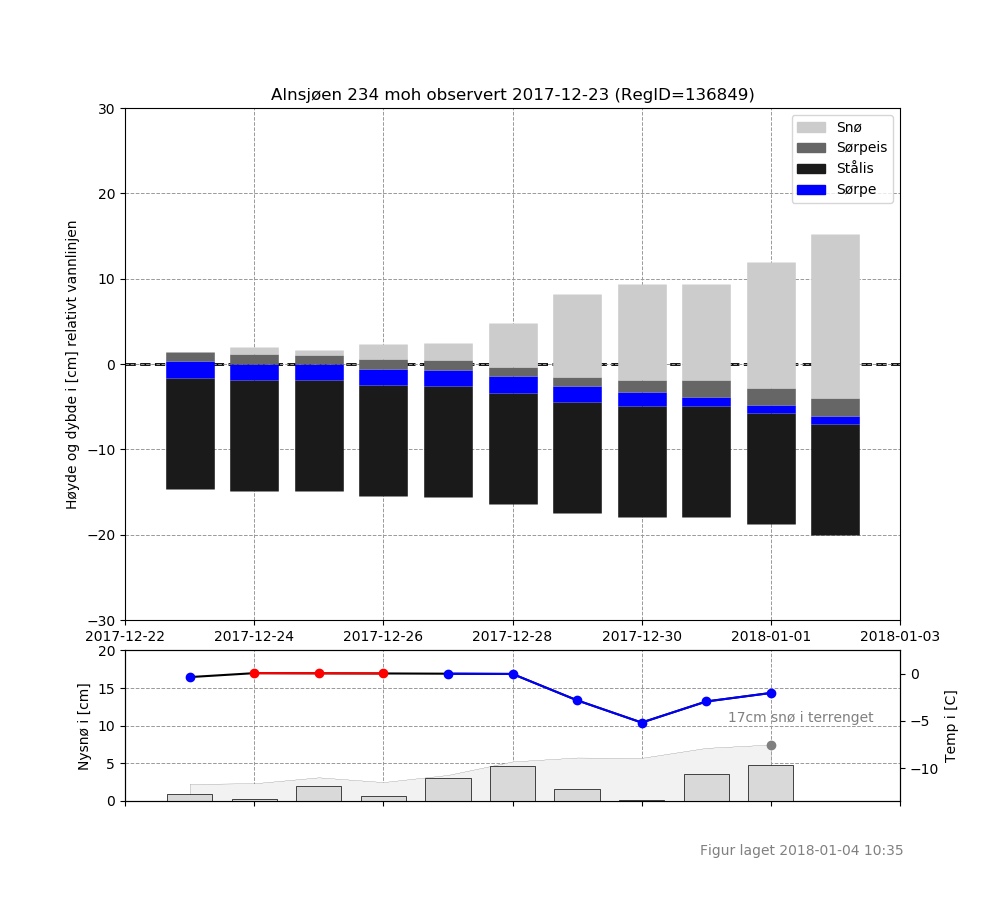 Alnsjøen 234 moh observert 2017-12-23 (RegID=136849)
Høyde og dybde i [cm] relativt vannlinjen
30
20
10
0
−10
−20
−30
Snø
Sørpeis
Stålis
Sørpe
2017-12-22 2017-12-24 2017-12-26 2017-12-28 2017-12-30 2018-01-01 2018-01-03
Nysnø i [cm]
20
15
10
5
0
17cm snø i terrenget
0
−5
−10
Temp i [C]
Figur laget 2018-01-04 10:35